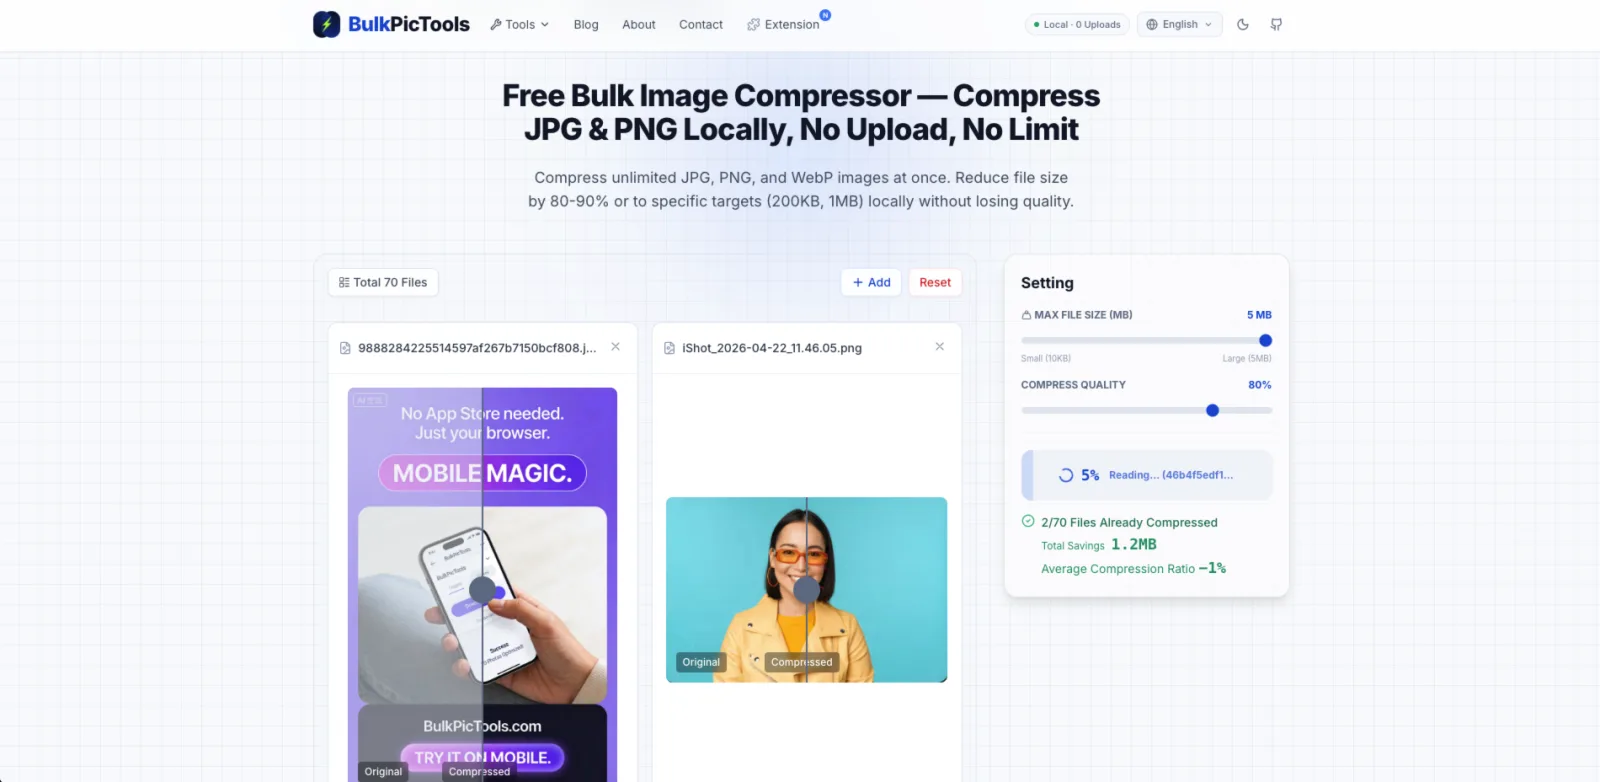 BulkPicTools
Tools
Blog
About
Contact
Extension
N
Local · 0 Uploads
English
Free Bulk Image Compressor — Compress
JPG & PNG Locally, No Upload, No Limit
Compress unlimited JPG, PNG, and WebP images at once. Reduce file size
by 80-90% or to specific targets (200KB, 1MB) locally without losing quality.
Total 70 Files
+ Add
Reset
9888284225514597af267b7150bcf808.j...
No App Store needed.
Just your browser.
MOBILE MAGIC.
BulkPicTools
Success
BulkPicTools.com
TRY IT ON MOBILE.
Original
Compressed
iShot_2026-04-22_11.46.05.png
Original
Compressed
Setting
MAX FILE SIZE (MB)
5 MB
Small (10KB)
Large (5MB)
COMPRESS QUALITY
80%
5%
Reading... (46b4f5edf1...
2/70 Files Already Compressed
Total Savings 1.2MB
Average Compression Ratio −1%